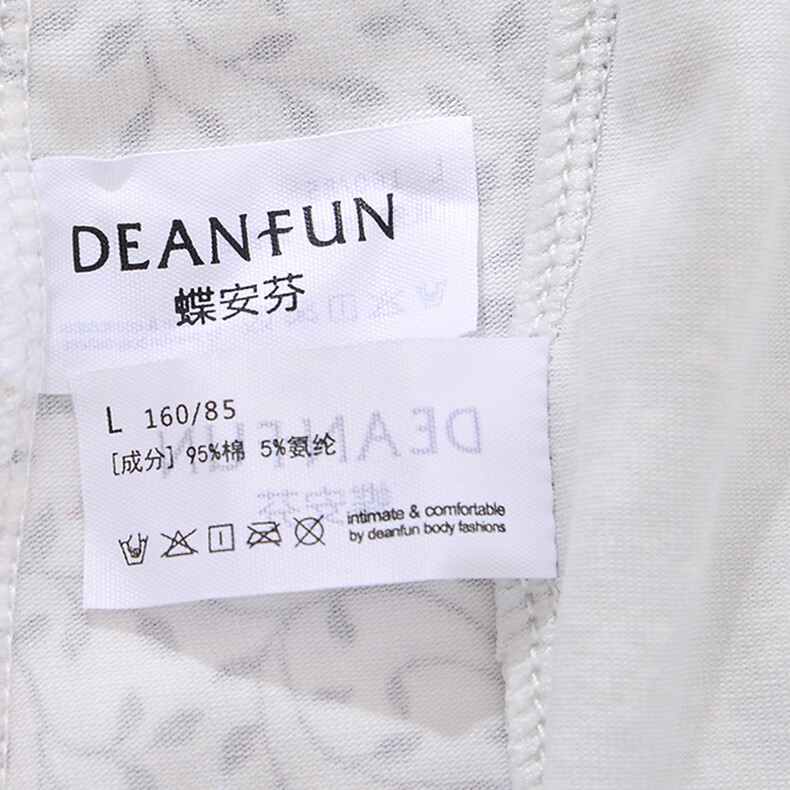 DEANFUN
蝶安芬
L 160/85
[成分] 95%棉 5%氨纶
intimate & comfortable
by deanfun body fashions